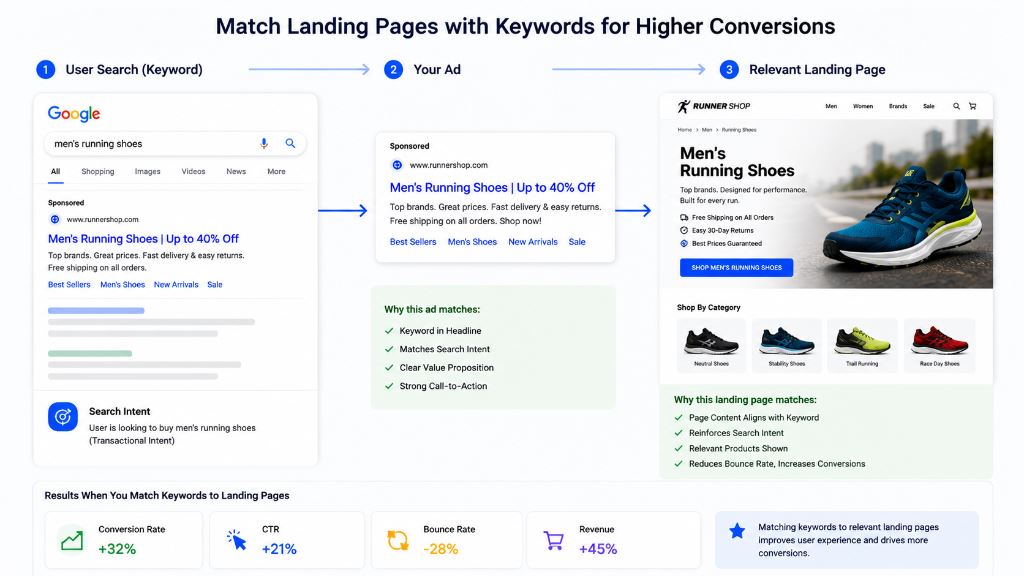 Match Landing Pages with Keywords for Higher Conversions
1 User Search (Keyword)
2 Your Ad
3 Relevant Landing Page
Google
men's running shoes
All Shopping Images Videos News More
Sponsored
www.runnershop.com
Men's Running Shoes | Up to 40% Off
Top brands. Great prices. Fast delivery & easy returns.
Free shipping on all orders.
Best Sellers Men's Shoes New Arrivals Sale
Search Intent
User is looking to buy men's running shoes
(Transactional Intent)
Sponsored
www.runnershop.com
Men's Running Shoes | Up to 40% Off
Top brands. Great prices. Fast delivery & easy returns.
Free shipping on all orders. Shop now!
Best Sellers Men's Shoes New Arrivals Sale
Why this ad matches:
Keyword in Headline
Matches Search Intent
Clear Value Proposition
Strong Call-to-Action
RUNNER SHOP
Men Women Brands Sale
Home > Men > Running Shoes
Men's
Running Shoes
Top brands. Designed for performance.
Built for every run.
Free Shipping on All Orders
Easy 30-Day Returns
Best Prices Guaranteed
SHOP MEN'S RUNNING SHOES
Shop By Category
Neutral Shoes Stability Shoes Trail Running Race Day Shoes
Why this landing page matches:
Page Content Aligns with Keyword
Reinforces Search Intent
Relevant Products Shown
Reduces Bounce Rate, Increases Conversions
Results When You Match Keywords to Landing Pages
Conversion Rate
+32%
CTR
+21%
Bounce Rate
-28%
Revenue
+45%
Matching keywords to relevant landing pages
improves user experience and drives more
conversions.